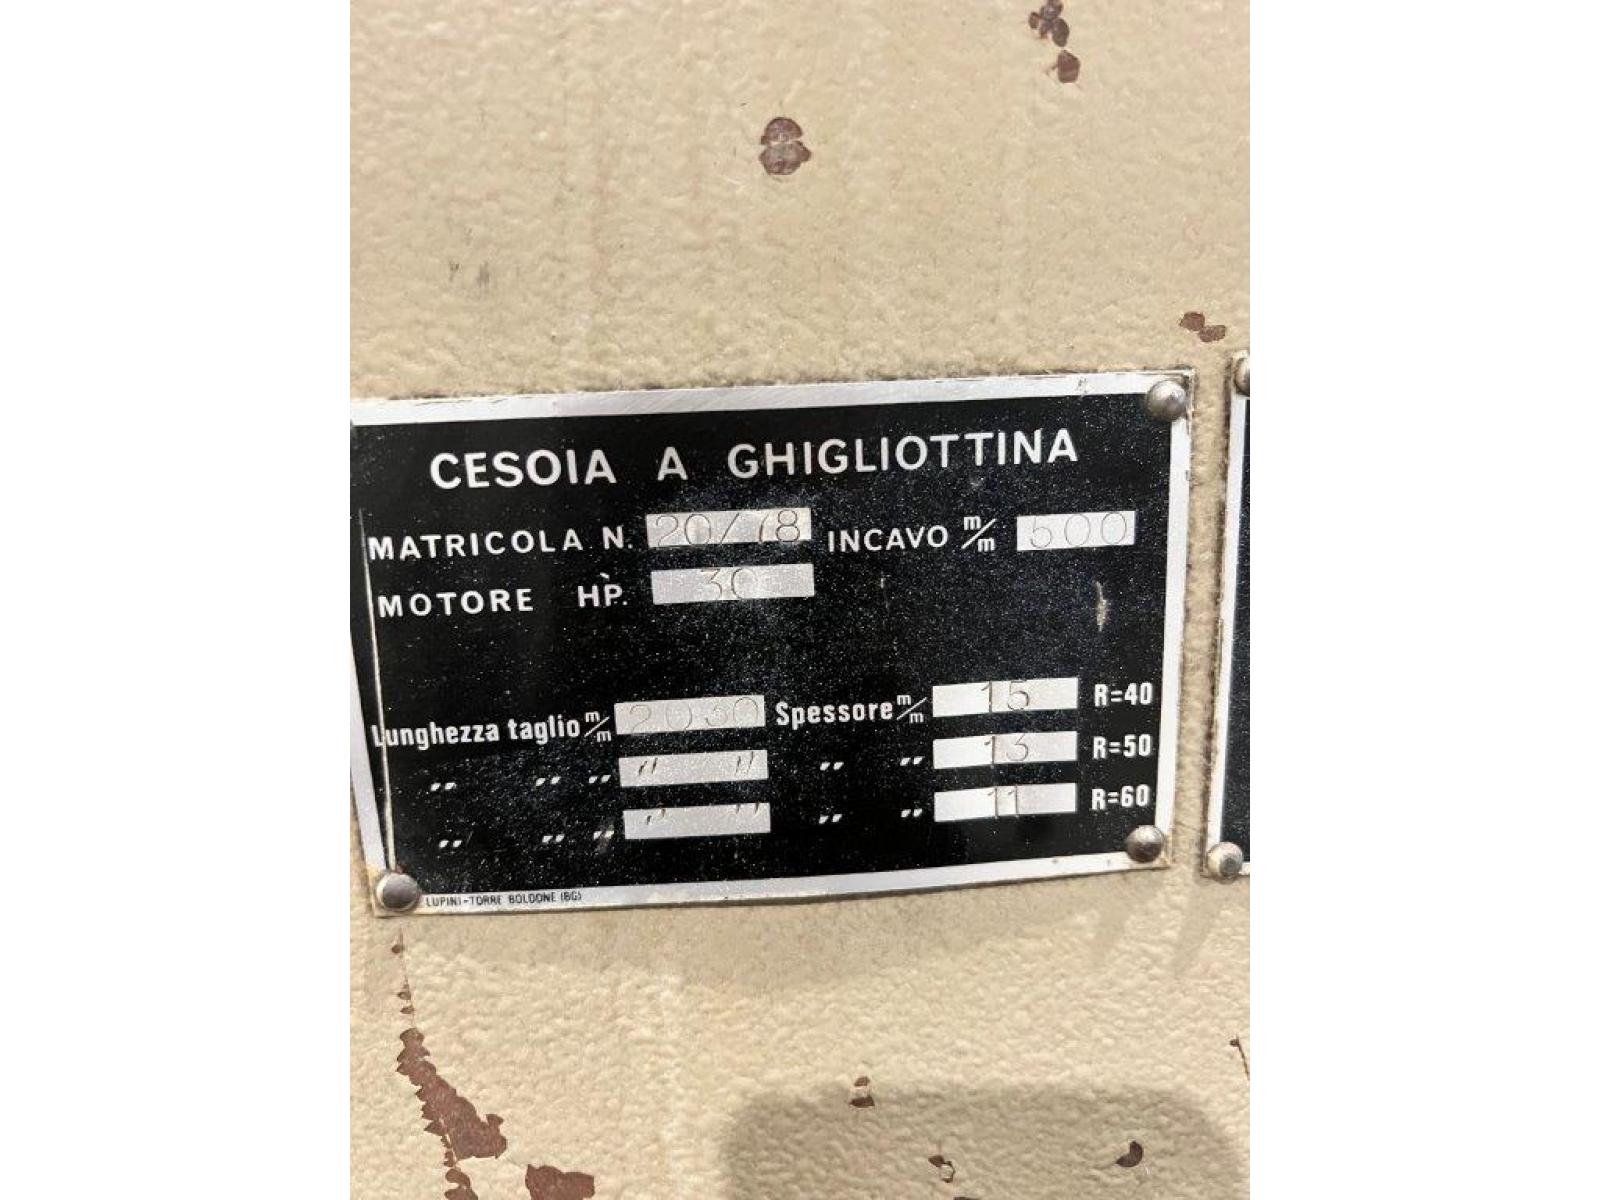 CESOIA A GHIGLIOTTINA
MATRICOLA N. 20/78 INCAVO m/m 500
MOTORE HP. 30
Lunghezza taglio m/m 2030 Spessore m/m 15 R=40
" " " " " " " 13 R=50
" " " " " " " 11 R=60
LUPINI-TORRE BOLDONE (BG)